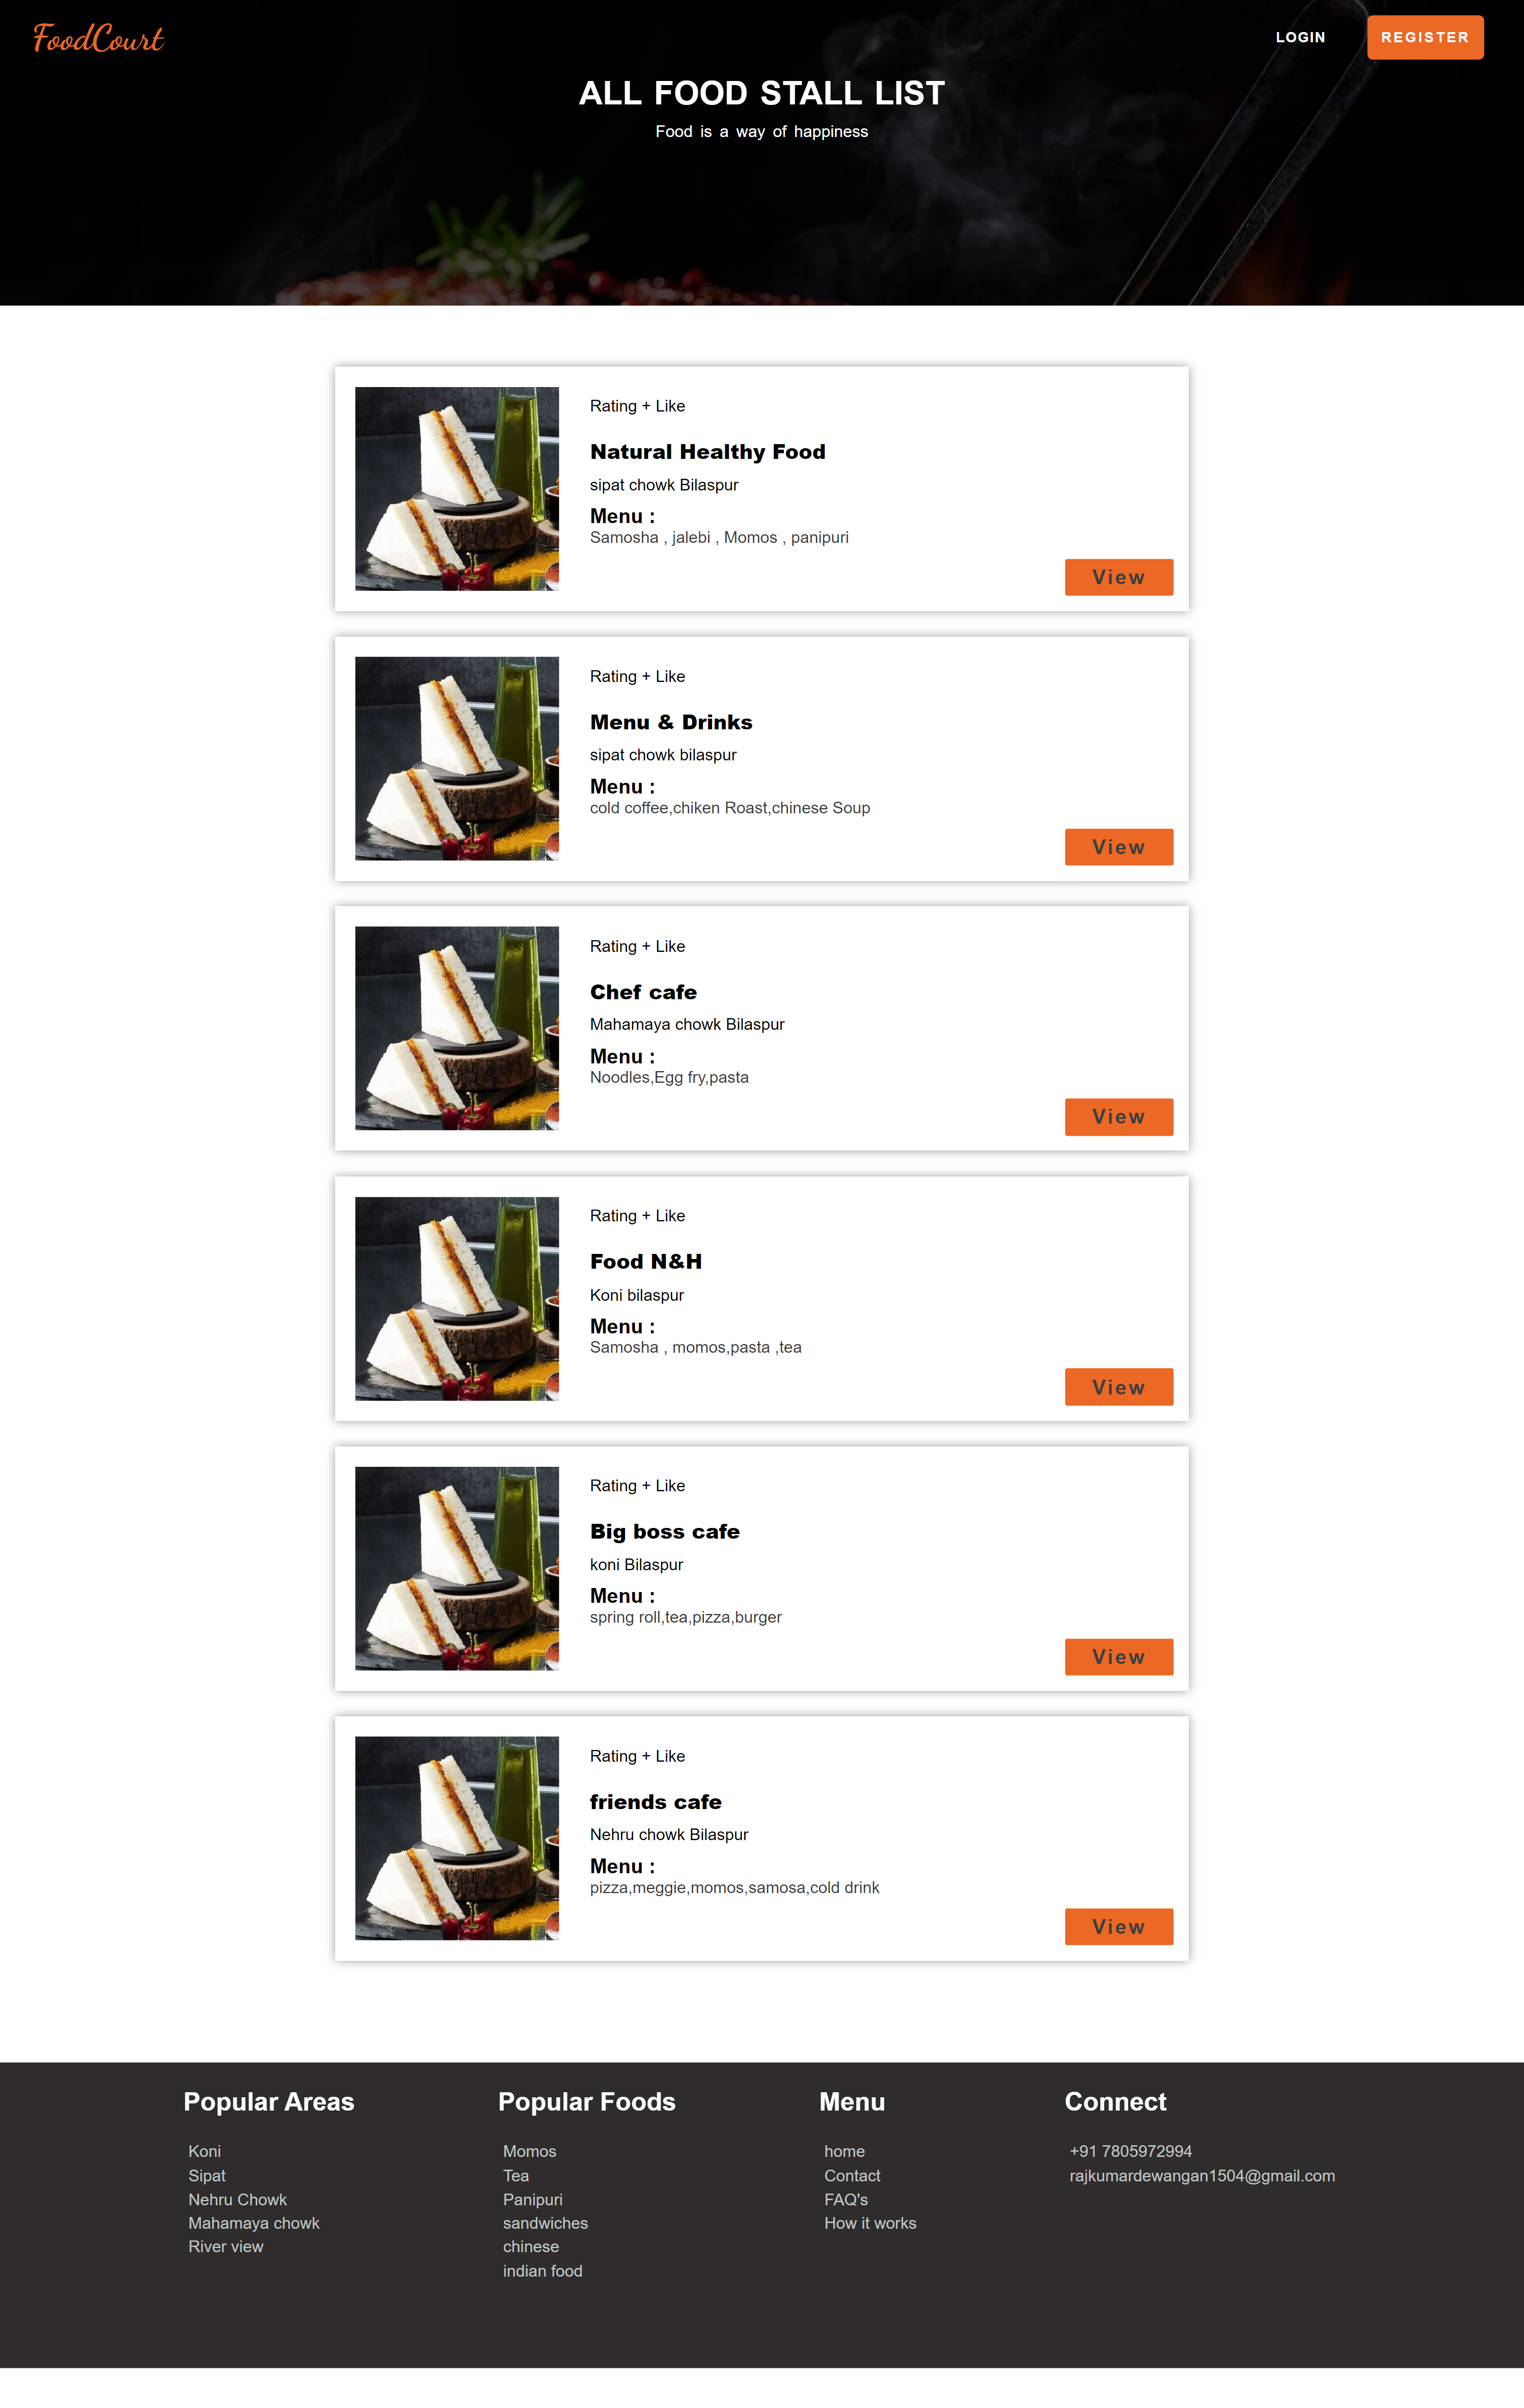 FoodCourt
LOGIN
REGISTER
ALL FOOD STALL LIST
Food is a way of happiness
Rating + Like
Natural Healthy Food
sipat chowk Bilaspur
Menu :
Samosha , jalebi , Momos , panipuri
View
Rating + Like
Menu & Drinks
sipat chowk bilaspur
Menu :
cold coffee,chiken Roast,chinese Soup
View
Rating + Like
Chef cafe
Mahamaya chowk Bilaspur
Menu :
Noodles,Egg fry,pasta
View
Rating + Like
Food N&H
Koni bilaspur
Menu :
Samosha , momos,pasta ,tea
View
Rating + Like
Big boss cafe
koni Bilaspur
Menu :
spring roll,tea,pizza,burger
View
Rating + Like
friends cafe
Nehru chowk Bilaspur
Menu :
pizza,meggie,momos,samosa,cold drink
View
Popular Areas
Koni
Sipat
Nehru Chowk
Mahamaya chowk
River view
Popular Foods
Momos
Tea
Panipuri
sandwiches
chinese
indian food
Menu
home
Contact
FAQ's
How it works
Connect
+91 7805972994
rajkumardewangan1504@gmail.com